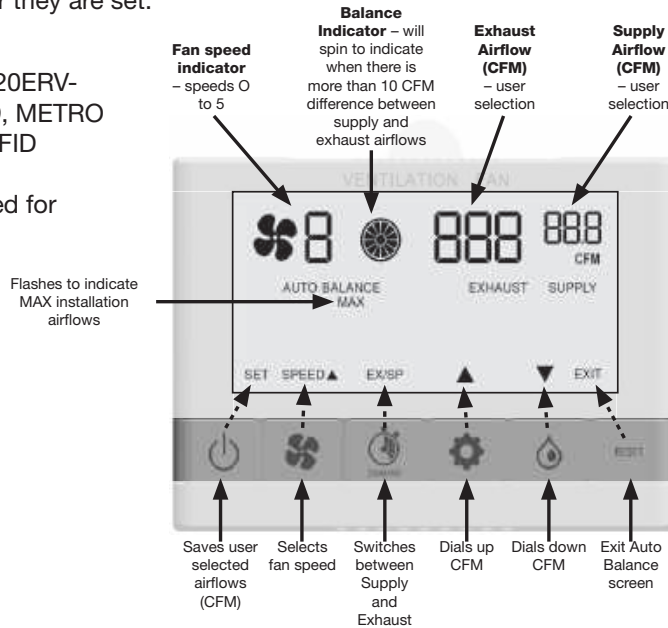 r they are set.
20ERV-
, METRO
FID
ed for
Fan speed
indicator
– speeds O
to 5
Balance
Indicator – will
spin to indicate
when there is
more than 10 CFM
difference between
supply and
exhaust airflows
Exhaust
Airflow
(CFM)
– user
selection
Supply
Airflow
(CFM)
– user
selection
VENTILATION FAN
8
888
888
CFM
AUTO BALANCE
MAX
EXHAUST
SUPPLY
Flashes to indicate
MAX installation
airflows
SET
SPEED▲
EX/SP
▲
▼
EXIT
RESET
Saves user
selected
airflows
(CFM)
Selects
fan speed
Switches
between
Supply
and
Exhaust
Dials up
CFM
Dials down
CFM
Exit Auto
Balance
screen